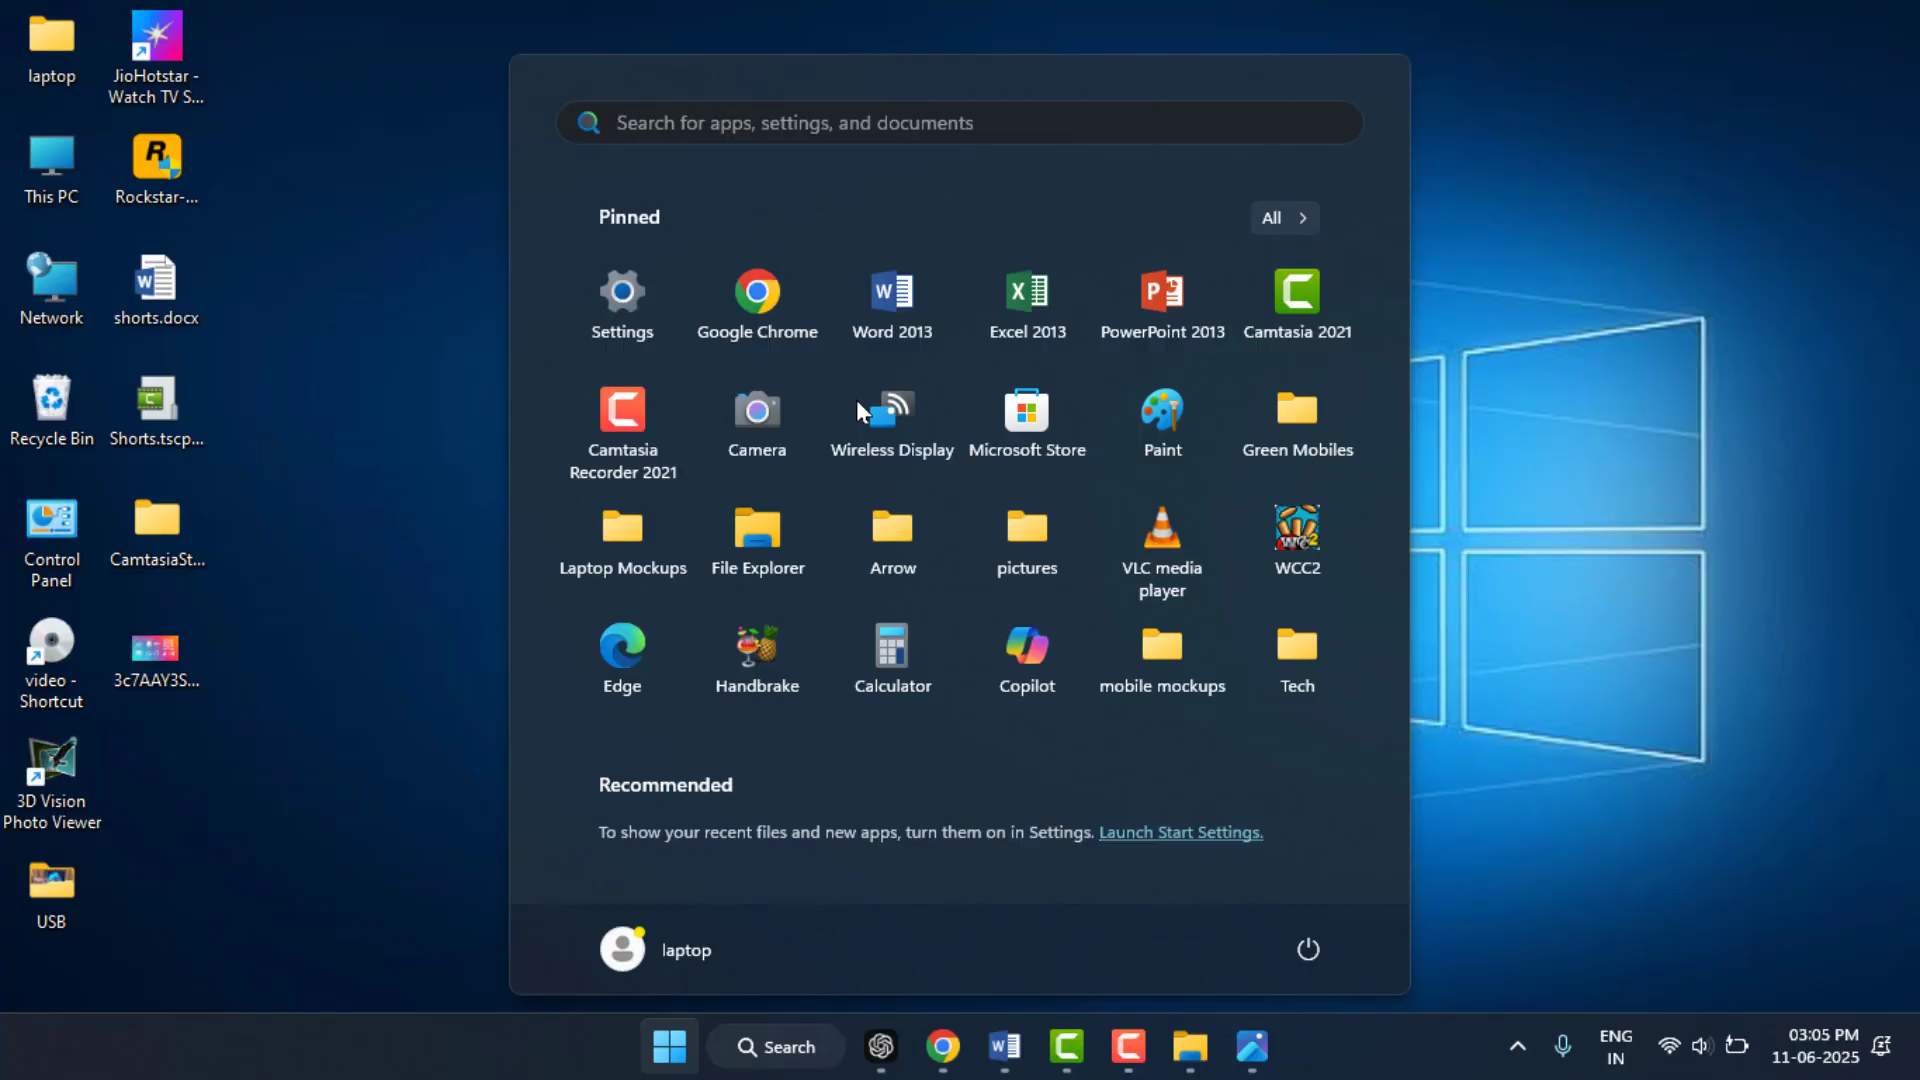 laptop
JioHotstar -
Watch TV S...
This PC
Rockstar-...
Network
shorts.docx
Recycle Bin
Shorts.tscp...
Control
Panel
CamtasiaSt...
video -
Shortcut
3c7AAY3S...
3D Vision
Photo Viewer
USB
Search for apps, settings, and documents
Pinned
All
Settings
Google Chrome
Word 2013
Excel 2013
PowerPoint 2013
Camtasia 2021
Camtasia
Recorder 2021
Camera
Wireless Display
Microsoft Store
Paint
Green Mobiles
Laptop Mockups
File Explorer
Arrow
pictures
VLC media
player
WCC2
Edge
Handbrake
Calculator
Copilot
mobile mockups
Tech
Recommended
To show your recent files and new apps, turn them on in Settings. Launch Start Settings.
laptop
Search
ENG
IN
03:05 PM
11-06-2025